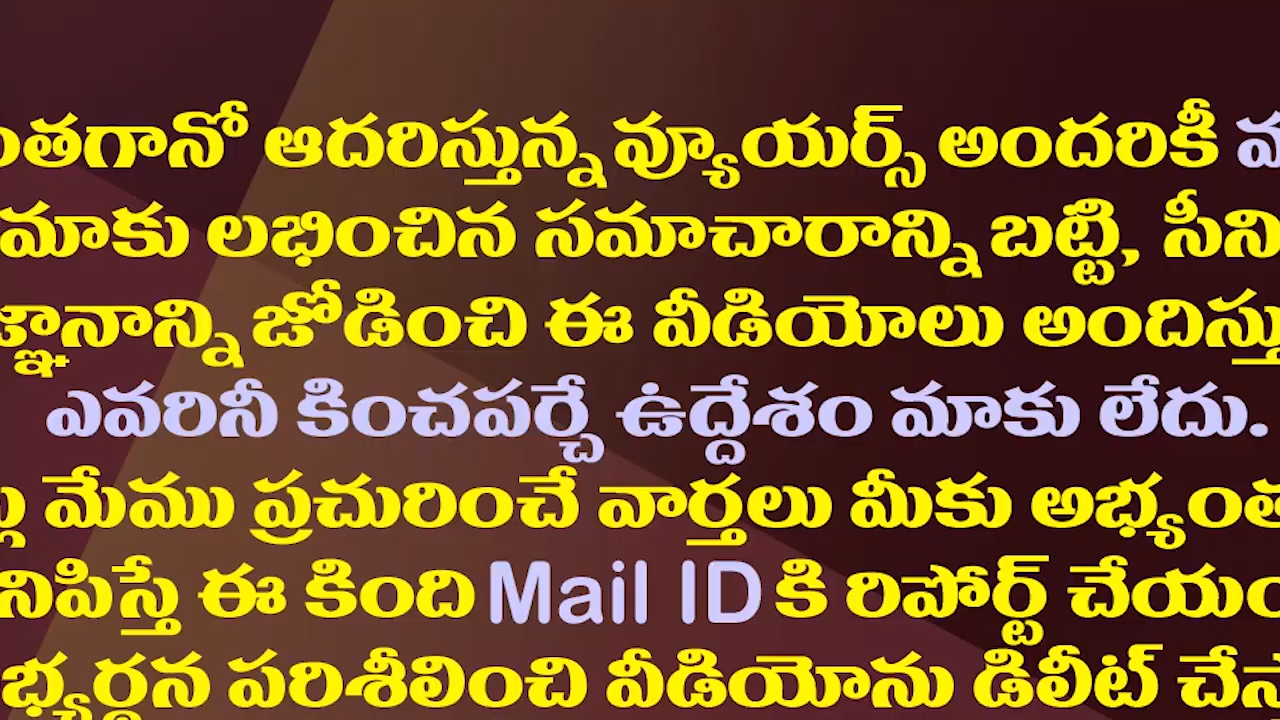 ంతగానో ఆదరిస్తున్న వ్యూయర్స్ అందరికీ
మాకు లభించిన సమాచారాన్ని బట్టి, సీని
జ్ఞానాన్ని జోడించి ఈ వీడియోలు అందిస్తు
ఎవరినీ కించపర్చే ఉద్దేశం మాకు లేదు.
మేము ప్రచురించే వార్తలు మీకు అభ్యంత
నిపిస్తే ఈ కింది Mail ID కి రిపోర్ట్ చేయం
భ్యర్థన పరిశీలించి వీడియోను డిలీట్ చేస